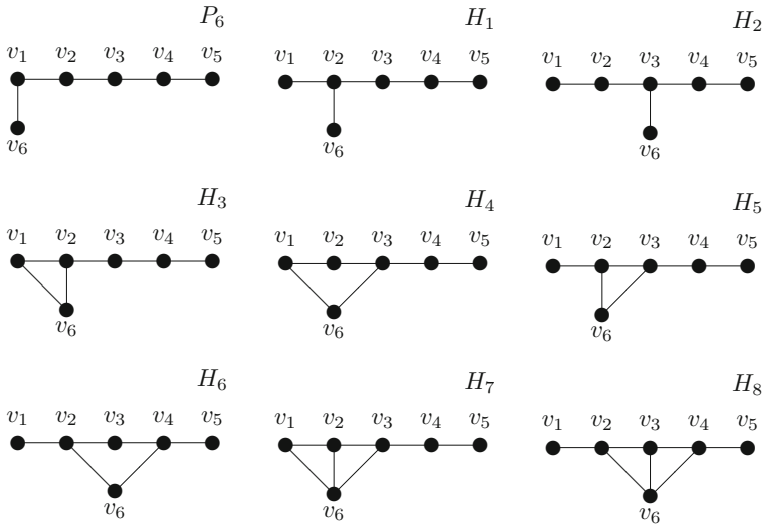 P₆ H₁ H₂
v₁ v₂ v₃ v₄ v₅ v₁ v₂ v₃ v₄ v₅ v₁ v₂ v₃ v₄ v₅
v₆ v₆ v₆
H₃ H₄ H₅
v₁ v₂ v₃ v₄ v₅ v₁ v₂ v₃ v₄ v₅ v₁ v₂ v₃ v₄ v₅
v₆ v₆ v₆
H₆ H₇ H₈
v₁ v₂ v₃ v₄ v₅ v₁ v₂ v₃ v₄ v₅ v₁ v₂ v₃ v₄ v₅
v₆ v₆ v₆